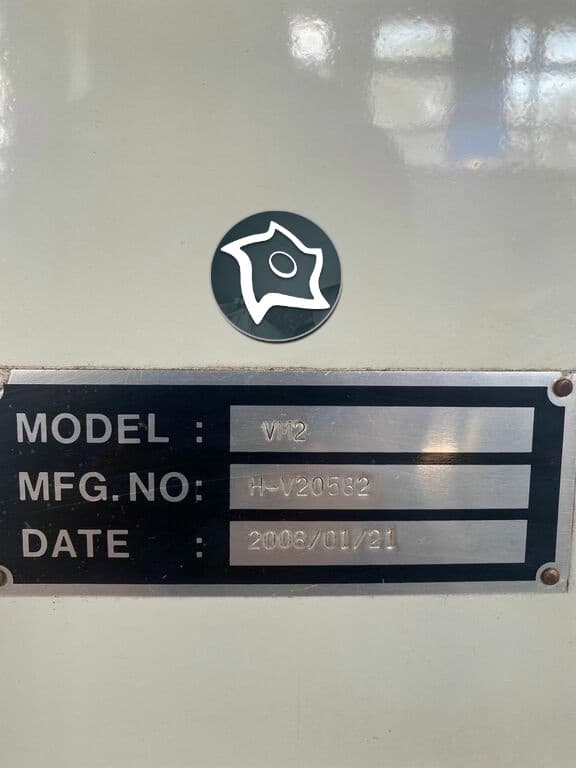 MODEL : VM2
MFG.NO: H-V20582
DATE : 2008/01/21